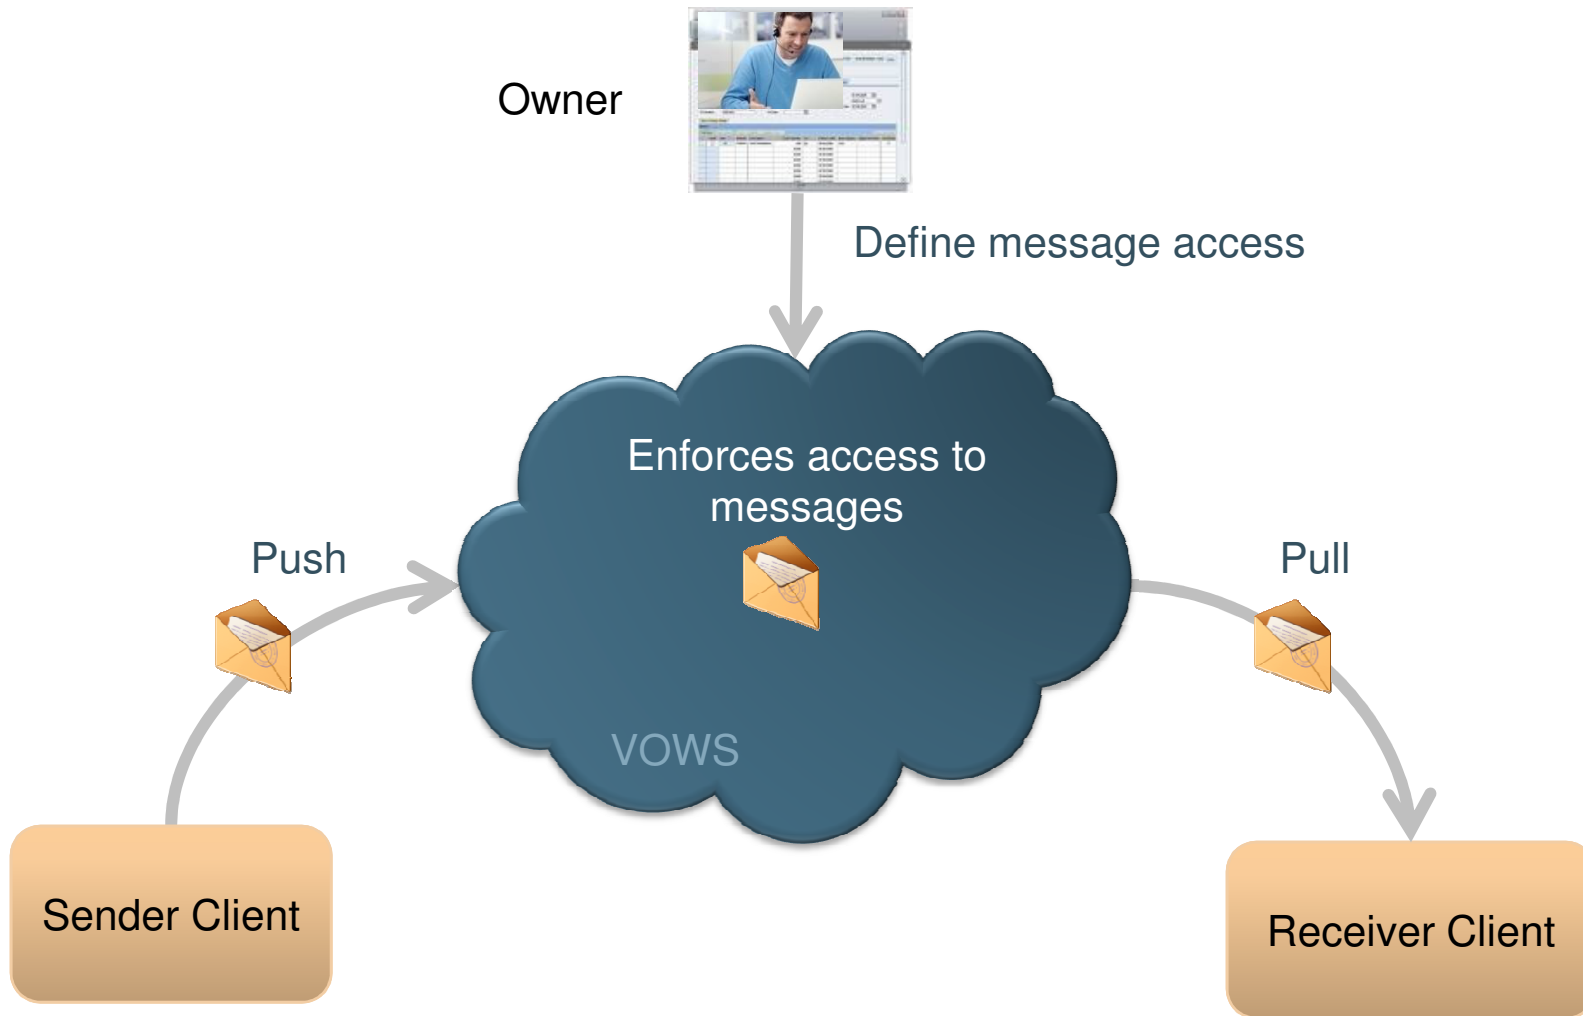 Owner
Define message access
Enforces access to
messages
Push
Pull
VOWS
Sender Client
Receiver Client